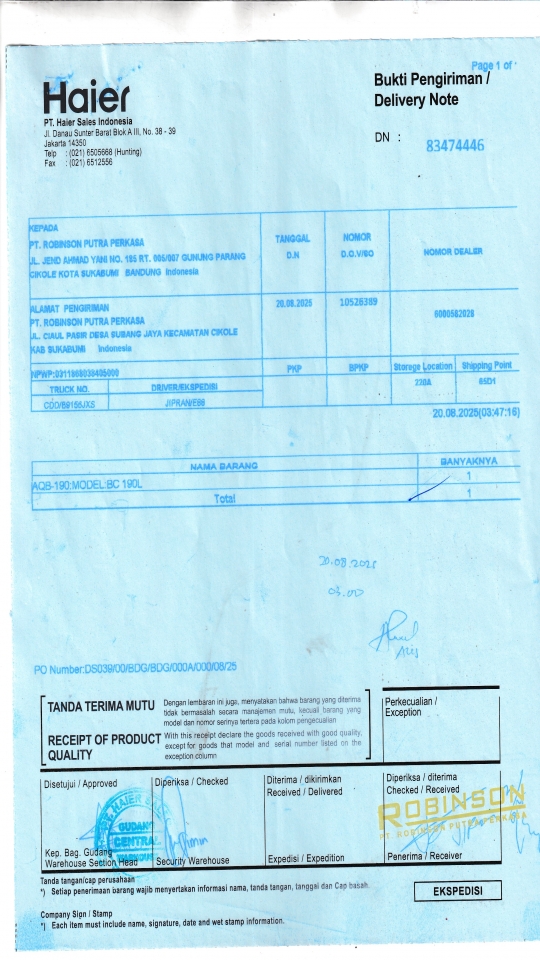 Page 1 of
Haier
Bukti Pengiriman /
Delivery Note
PT. Haier Sales Indonesia
Jl. Danau Sunter Barat Blok A III, No. 38 - 39
Jakarta 14350
Telp : (021) 6505668 (Hunting)
Fax : (021) 6512556
DN : 83474446
KEPADA
PT. ROBINSON PUTRA PERKASA
JL. JEND AHMAD YANI NO. 185 RT. 006/007 GUNUNG PARANG
CIKOLE KOTA SUKABUMI BANDUNG Indonesia
TANGGAL
D.N
NOMOR
D.O.V/SO
NOMOR DEALER
ALAMAT PENGIRIMAN
PT. ROBINSON PUTRA PERKASA
JL. CIAUL PASIR DESA SUBANG JAYA KECAMATAN CIKOLE
KAB SUKABUMI Indonesia
20.08.2025
10526389
6000582028
NPWP:
PKP
BPKP
Storage Location
Shipping Point
TRUCK NO.
DRIVER/EKSPEDISI
220A
65D1
JIPRAN/E69
20.08.2025(03:47:16)
NAMA BARANG
BANYAKNYA
AQB-190:MODEL:BC 190L
1
Total
1
20.08.2025
03.00
PO Number:DS039/00/BDG/BDG/000A/000/08/25
TANDA TERIMA MUTU
Dengan lembaran ini juga, menyatakan bahwa barang yang diterima
tidak bermasalah secara manajemen mutu, kecuali barang yang
model dan nomor serinya tertera pada kolom pengecualian
RECEIPT OF PRODUCT
QUALITY
With this receipt declare the goods received with good quality,
except for goods that model and serial number listed on the
exception column
Perkecualian /
Exception
Disetujui / Approved
Diperiksa / Checked
Diterima / dikirimkan
Received / Delivered
Diperiksa / diterima
Checked / Received
GUDANG
CENTRAL
ROBINSON
PT. ROBINSON PUTRA PERKASA
Kep. Bag. Gudang
Warehouse Section Head
Security Warehouse
Expedisi / Expedition
Penerima / Receiver
Tanda tangan/cap perusahaan
*) Setiap penerimaan barang wajib menyertakan informasi nama, tanda tangan, tanggal dan Cap basah.
EKSPEDISI
Company Sign / Stamp
*) Each item must include name, signature, date and wet stamp information.